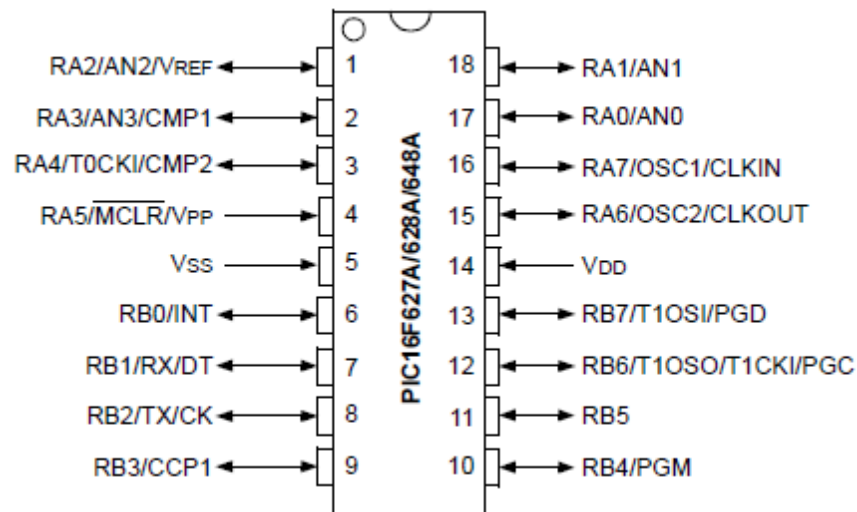 RA2/AN2/VREF 1 18 RA1/AN1
RA3/AN3/CMP1 2 17 RA0/AN0
RA4/T0CKI/CMP2 3 16 RA7/OSC1/CLKIN
RA5/MCLR/VPP 4 15 RA6/OSC2/CLKOUT
VSS 5 14 VDD
RB0/INT 6 13 RB7/T1OSI/PGD
RB1/RX/DT 7 12 RB6/T1OSO/T1CKI/PGC
RB2/TX/CK 8 11 RB5
RB3/CCP1 9 10 RB4/PGM
PIC16F627A/628A/648A